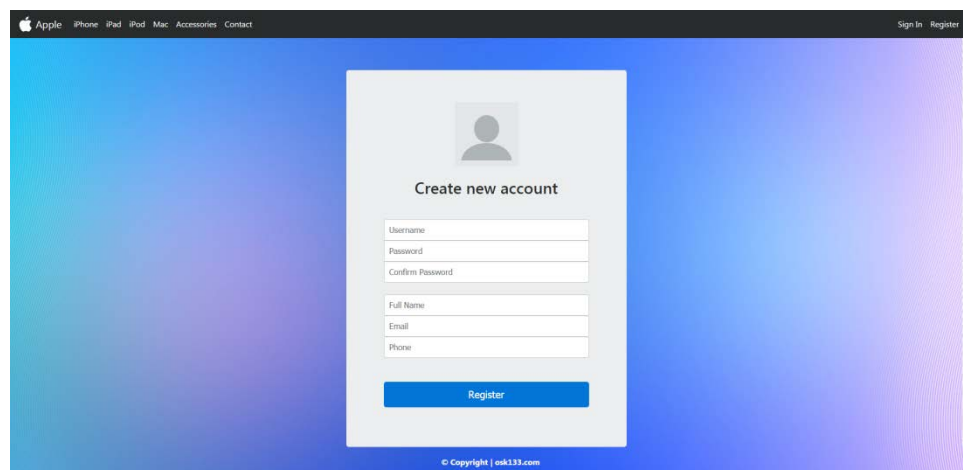 Apple iPhone iPad iPod Mac Accessories Contact Sign In Register
Create new account
Username
Password
Confirm Password
Full Name
Email
Phone
Register
© Copyright | osk133.com